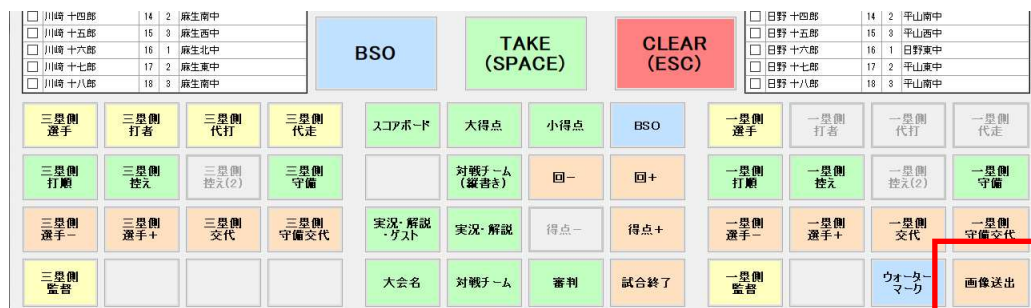 川崎 十四郎 14 2 麻生南中
川崎 十五郎 15 3 麻生西中
川崎 十六郎 16 1 麻生北中
川崎 十七郎 17 2 麻生東中
川崎 十八郎 18 3 麻生南中
BSO
TAKE
(SPACE)
CLEAR
(ESC)
日野 十四郎 14 2 平山南中
日野 十五郎 15 3 平山西中
日野 十六郎 16 1 日野東中
日野 十七郎 17 2 平山東中
日野 十八郎 18 3 平山南中
三塁側
選手
三塁側
打者
三塁側
代打
三塁側
代走
スコアボード
大得点
小得点
BSO
一塁側
選手
一塁側
打者
一塁側
代打
一塁側
代走
三塁側
打順
三塁側
控え
三塁側
控え(2)
三塁側
守備
対戦チーム
(縦書き)
回-
回+
一塁側
打順
一塁側
控え
一塁側
控え(2)
一塁側
守備
三塁側
選手-
三塁側
選手+
三塁側
交代
三塁側
守備交代
実況・解説
・ゲスト
実況・解説
得点-
得点+
一塁側
選手-
一塁側
選手+
一塁側
交代
一塁側
守備交代
三塁側
監督
大会名
対戦チーム
審判
試合終了
一塁側
監督
ウォーター
マーク
画像送出